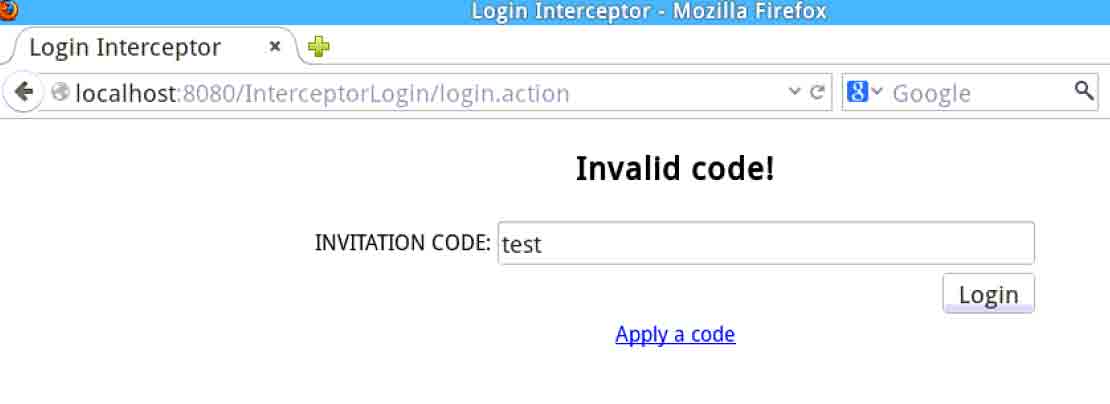 Login Interceptor - Mozilla Firefox
Login Interceptor
localhost:8080/InterceptorLogin/login.action
Google
Invalid code!
INVITATION CODE: test
Login
Apply a code